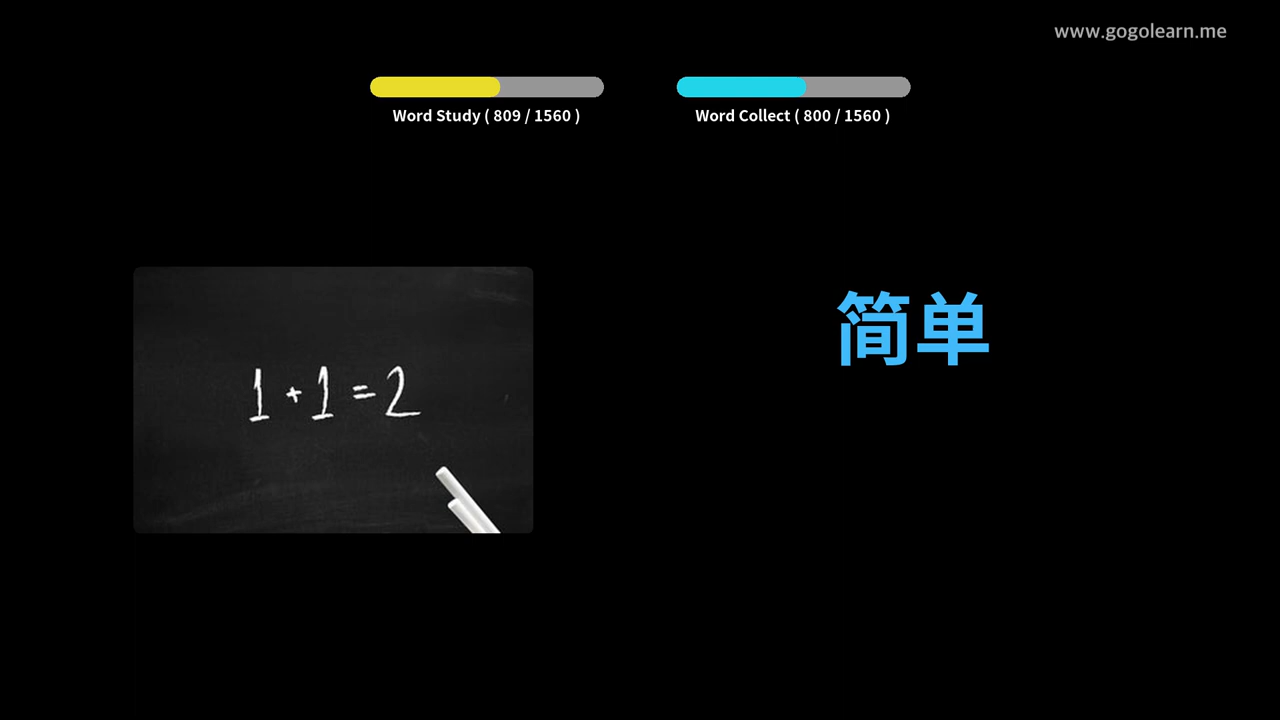 www.gogolearn.me
Word Study ( 809 / 1560 )
Word Collect ( 800 / 1560 )
简单
1 + 1 = 2